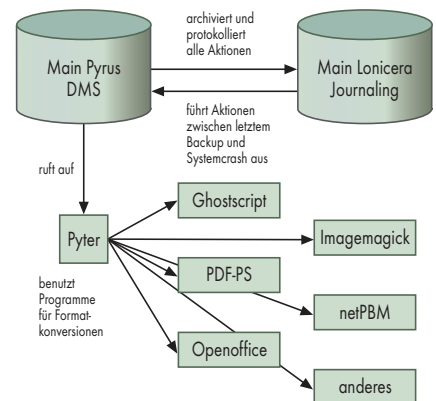 archiviert und
protokolliert
alle Aktionen
Main Pyrus
DMS
Main Lonicera
Journaling
führt Aktionen
zwischen letztem
Backup und
Systemcrash aus
ruft auf
Ghostscript
Pyter
Imagemagick
PDF-PS
benutzt
Programme
für Format-
konversionen
netPBM
Openoffice
anderes